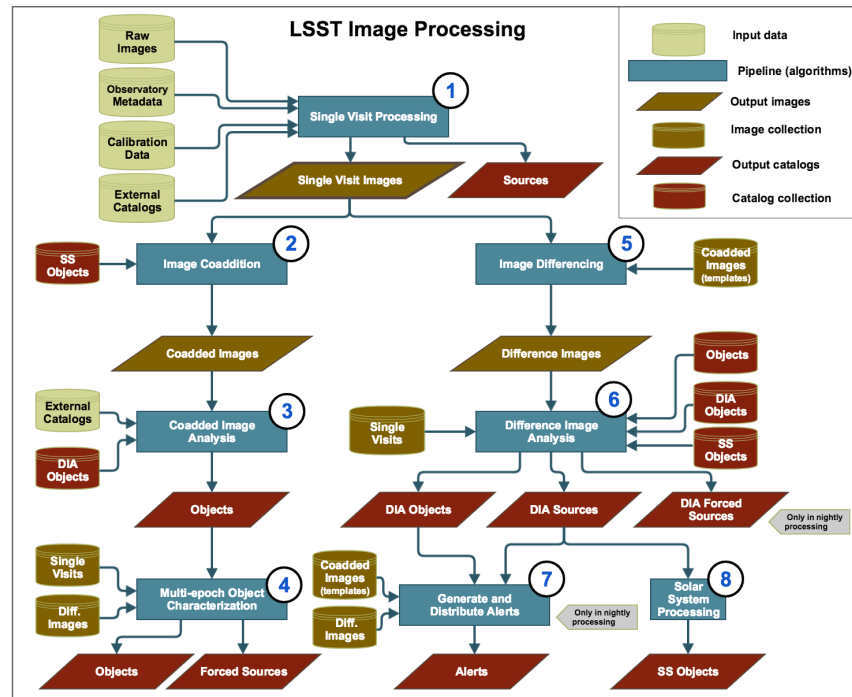 LSST Image Processing
Raw
Images
Observatory
Metadata
Calibration
Data
External
Catalogs
1
Single Visit Processing
Single Visit Images
Sources
Input data
Pipeline (algorithms)
Output images
Image collection
Output catalogs
Catalog collection
SS
Objects
2
Image Coaddition
5
Image Differencing
Coadded
Images
(templates)
Coadded Images
Difference Images
External
Catalogs
DIA
Objects
3
Coadded Image
Analysis
Single
Visits
6
Difference Image
Analysis
Objects
DIA
Objects
SS
Objects
Objects
DIA Objects
DIA Sources
DIA Forced
Sources
Only in nightly
processing
Single
Visits
Diff.
Images
4
Multi-epoch Object
Characterization
Coadded
Images
(templates)
Diff.
Images
7
Generate and
Distribute Alerts
Only in nightly
processing
8
Solar
System
Processing
Objects
Forced Sources
Alerts
SS Objects